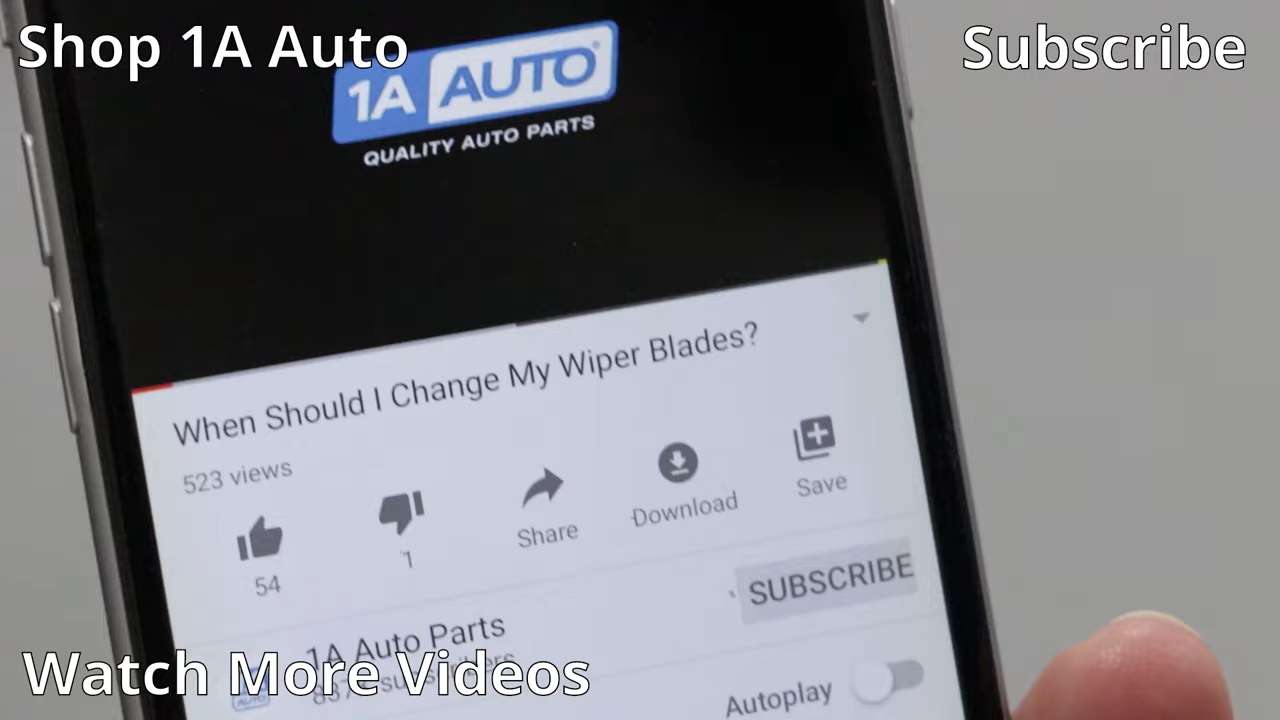 Shop 1A Auto
Subscribe
1A AUTO
QUALITY AUTO PARTS
When Should I Change My Wiper Blades?
523 views
54
1
Share
Download
Save
1A Auto Parts
SUBSCRIBE
Watch More Videos
AUTO
Autoplay